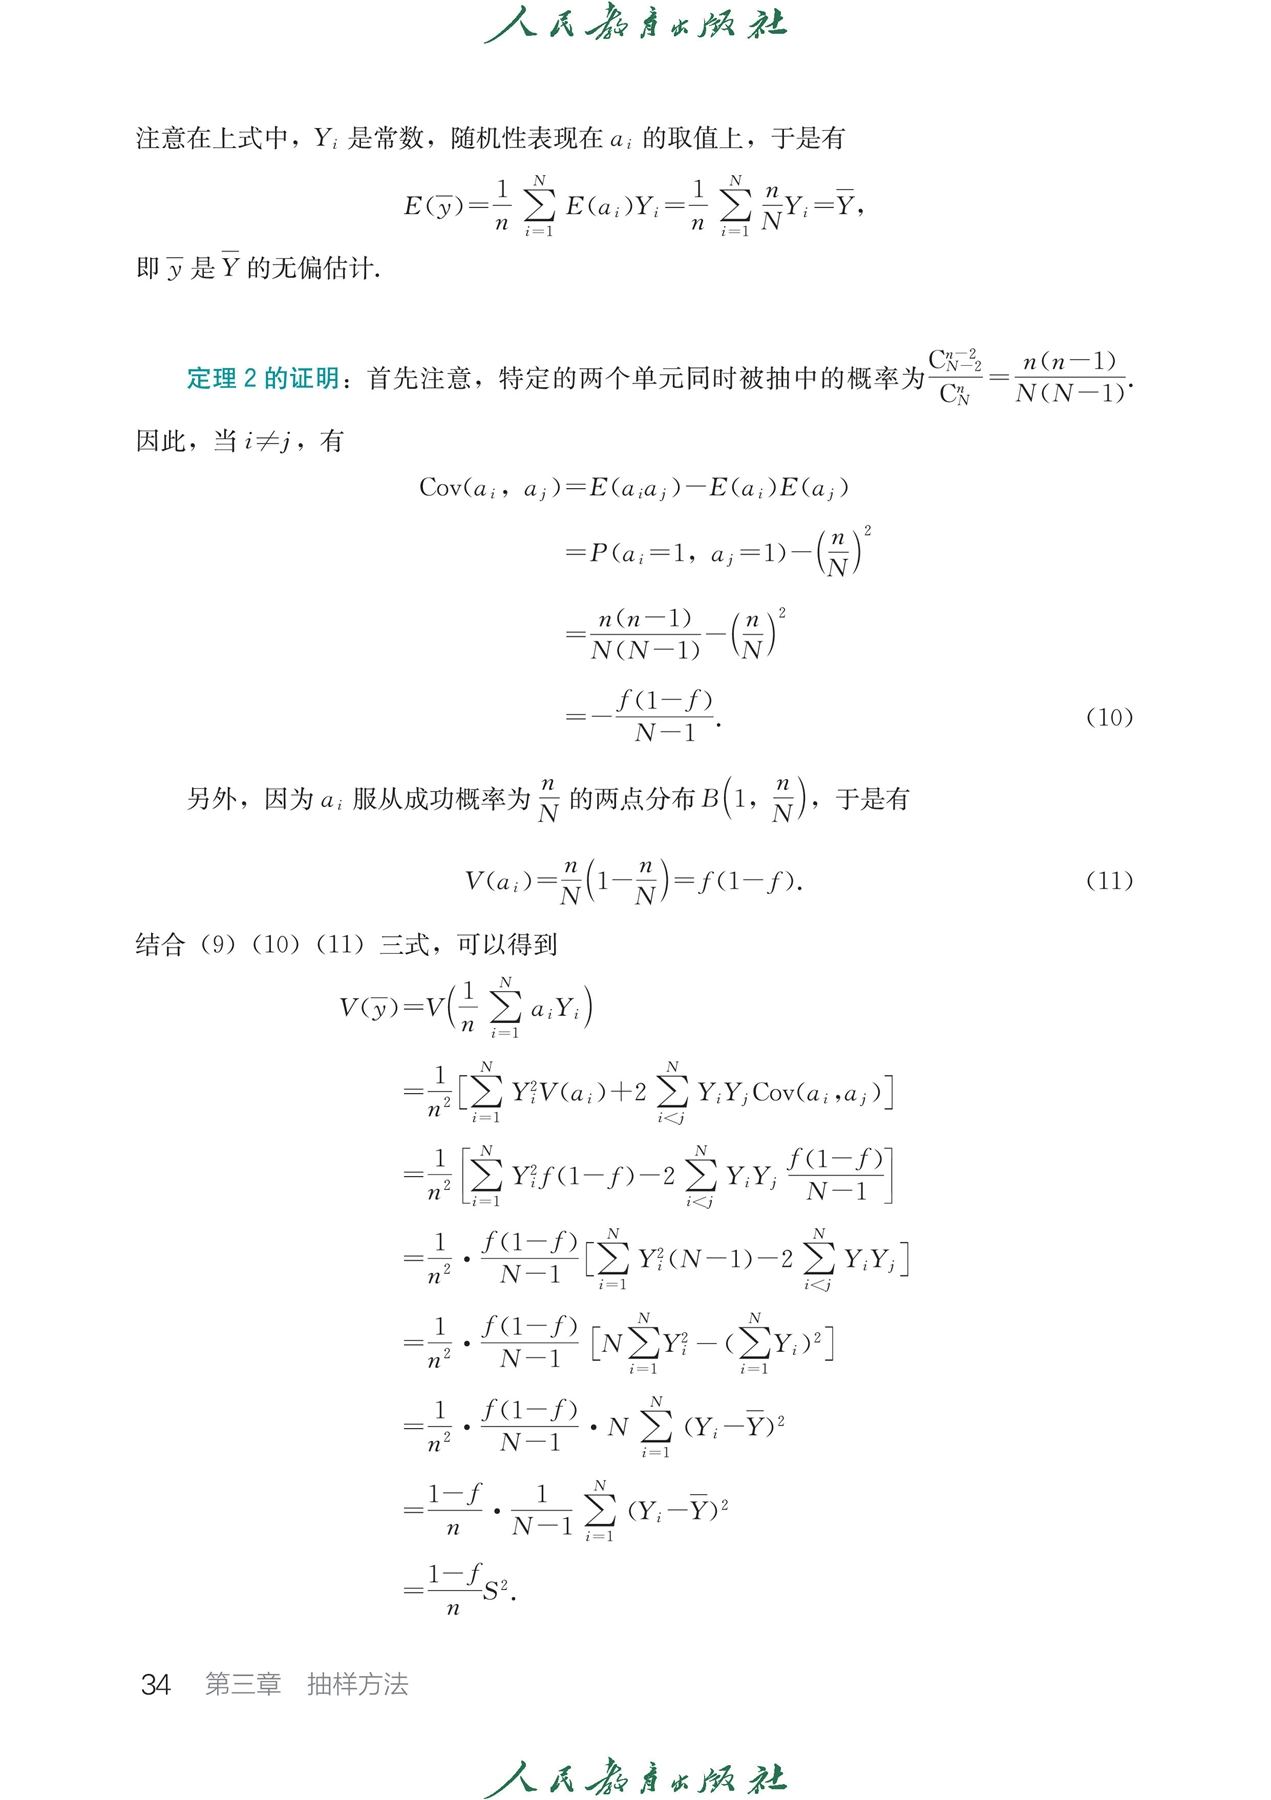 人民教育出版社
注意在上式中，Yᵢ 是常数，随机性表现在 aᵢ 的取值上，于是有
$E(\overline{y})=\frac{1}{n}\sum_{i=1}^{N}E(a_i)Y_i=\frac{1}{n}\sum_{i=1}^{N}\frac{n}{N}Y_i=\overline{Y}$,
即 $\overline{y}$ 是 $\overline{Y}$ 的无偏估计.
定理 2 的证明：首先注意，特定的两个单元同时被抽中的概率为 $\frac{C_{N-2}^{n-2}}{C_N^n}=\frac{n(n-1)}{N(N-1)}$.
因此，当 $i\neq j$，有
$Cov(a_i, a_j)=E(a_ia_j)-E(a_i)E(a_j)$
$=P(a_i=1, a_j=1)-\left(\frac{n}{N}\right)^2$
$=\frac{n(n-1)}{N(N-1)}-\left(\frac{n}{N}\right)^2$
$=-\frac{f(1-f)}{N-1}$. （10）
另外，因为 $a_i$ 服从成功概率为 $\frac{n}{N}$ 的两点分布 $B\left(1, \frac{n}{N}\right)$，于是有
$V(a_i)=\frac{n}{N}\left(1-\frac{n}{N}\right)=f(1-f)$. （11）
结合（9）（10）（11）三式，可以得到
$V(\overline{y})=V\left(\frac{1}{n}\sum_{i=1}^{N}a_iY_i\right)$
$=\frac{1}{n^2}\left[\sum_{i=1}^{N}Y_i^2V(a_i)+2\sum_{i<j}^{N}Y_iY_jCov(a_i,a_j)\right]$
$=\frac{1}{n^2}\left[\sum_{i=1}^{N}Y_i^2f(1-f)-2\sum_{i<j}^{N}Y_iY_j\frac{f(1-f)}{N-1}\right]$
$=\frac{1}{n^2}\cdot\frac{f(1-f)}{N-1}\left[\sum_{i=1}^{N}Y_i^2(N-1)-2\sum_{i<j}^{N}Y_iY_j\right]$
$=\frac{1}{n^2}\cdot\frac{f(1-f)}{N-1}\left[N\sum_{i=1}^{N}Y_i^2-(\sum_{i=1}^{N}Y_i)^2\right]$
$=\frac{1}{n^2}\cdot\frac{f(1-f)}{N-1}\cdot N\sum_{i=1}^{N}(Y_i-\overline{Y})^2$
$=\frac{1-f}{n}\cdot\frac{1}{N-1}\sum_{i=1}^{N}(Y_i-\overline{Y})^2$
$=\frac{1-f}{n}S^2$.
34 第三章 抽样方法
人民教育出版社